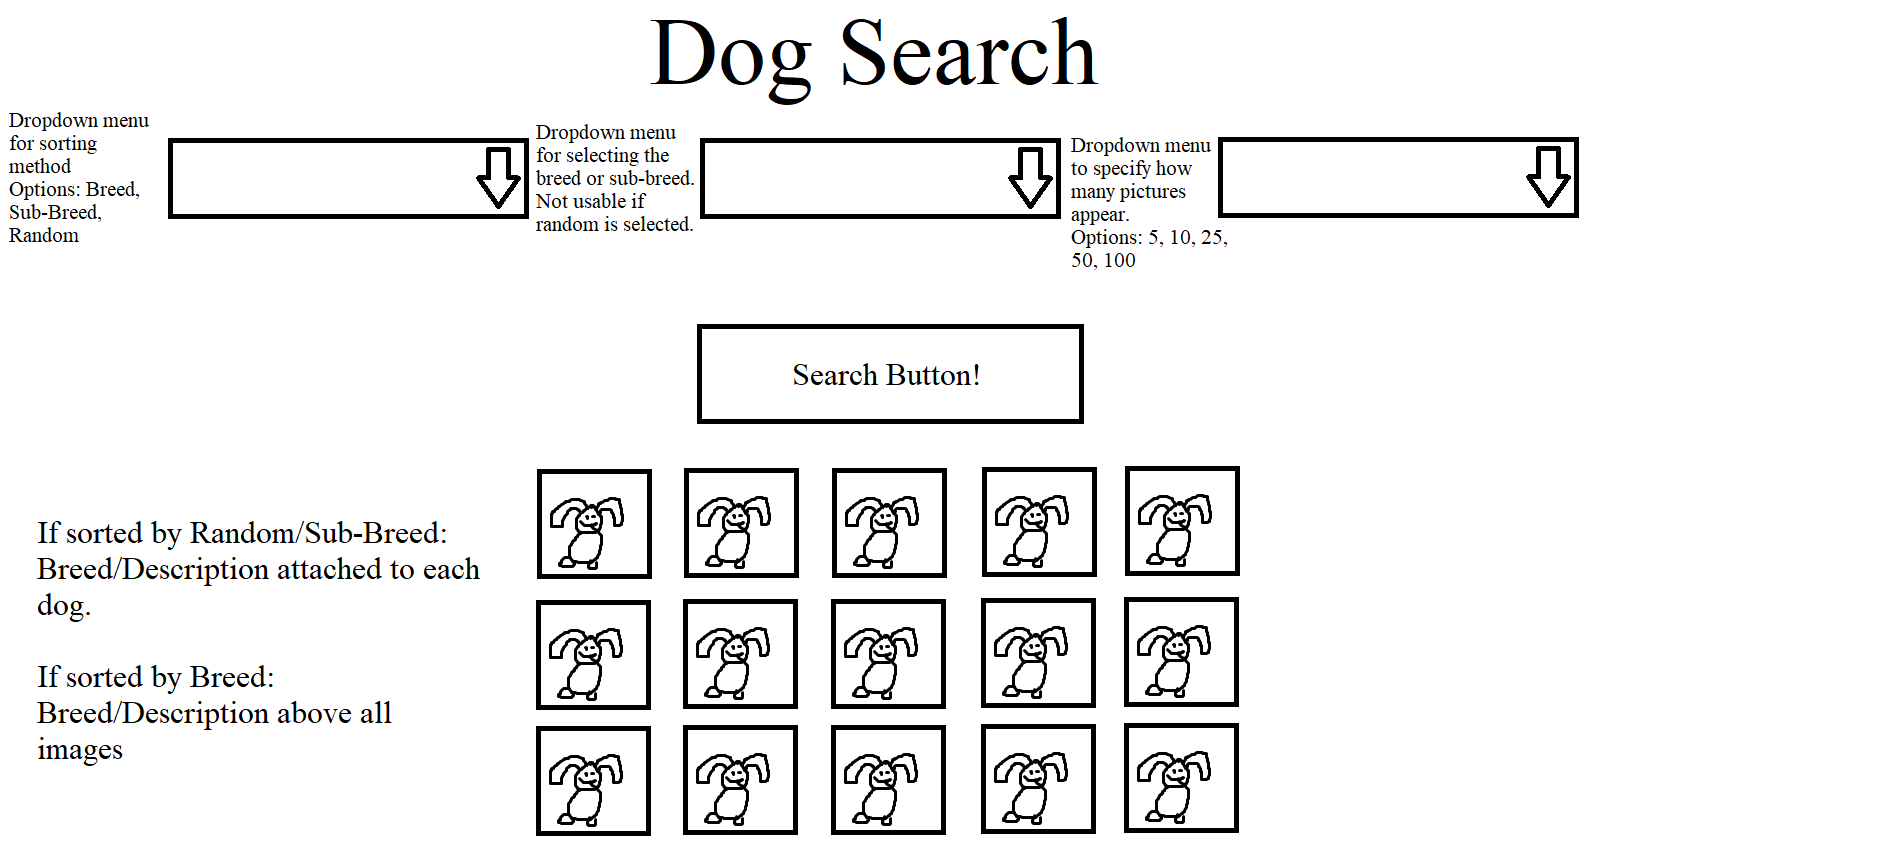 Dog Search
Dropdown menu
for sorting
method
Options: Breed,
Sub-Breed,
Random
Dropdown menu
for selecting the
breed or sub-breed.
Not usable if
random is selected.
Dropdown menu
to specify how
many pictures
appear.
Options: 5, 10, 25,
50, 100
Search Button!
If sorted by Random/Sub-Breed:
Breed/Description attached to each
dog.
If sorted by Breed:
Breed/Description above all
images